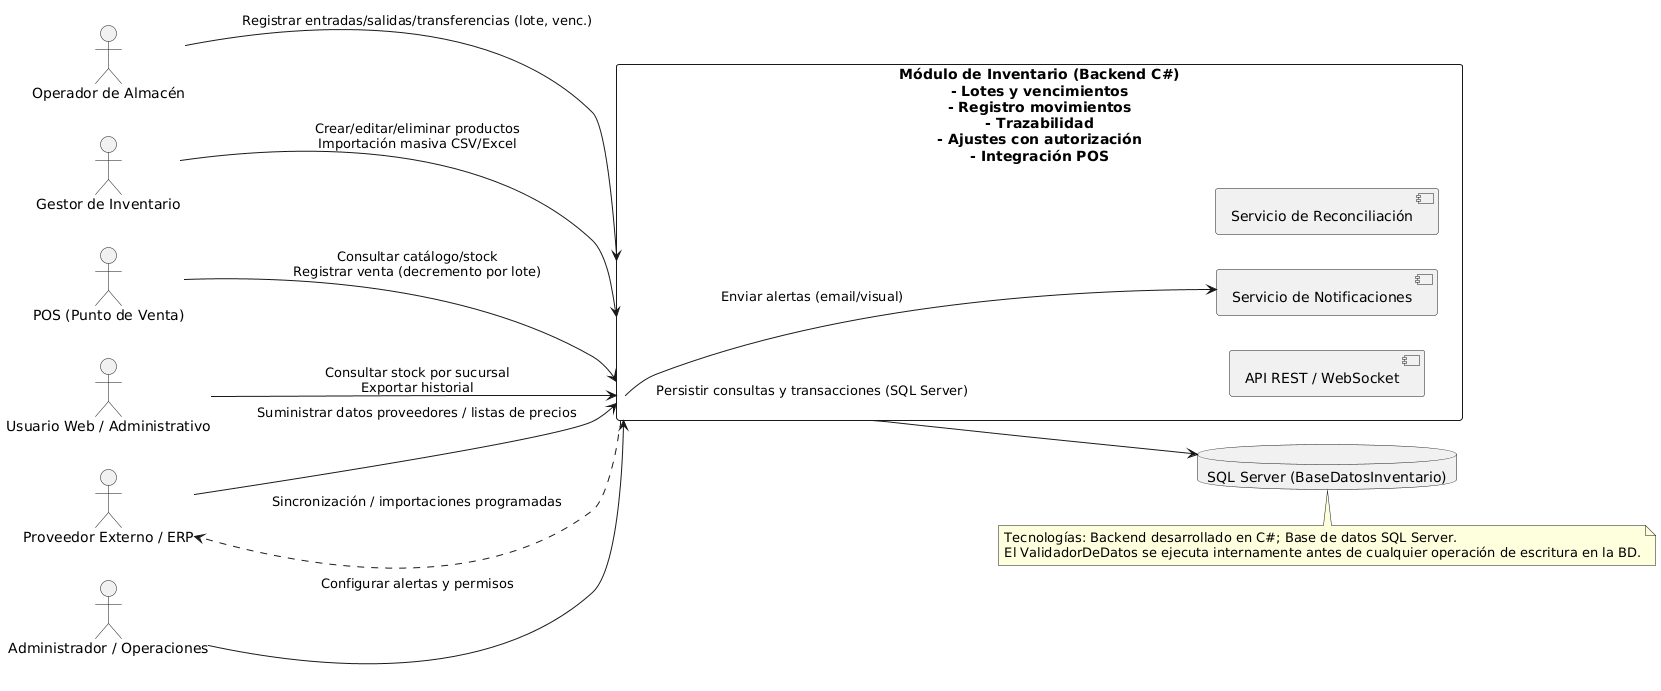 Registrar entradas/salidas/transferencias (lote, venc.)
Operador de Almacén
Crear/editar/eliminar productos
Importación masiva CSV/Excel
Gestor de Inventario
Consultar catálogo/stock
Registrar venta (decremento por lote)
POS (Punto de Venta)
Consultar stock por sucursal
Exportar historial
Usuario Web / Administrativo
Suministrar datos proveedores / listas de precios
Sincronización / importaciones programadas
Proveedor Externo / ERP
Configurar alertas y permisos
Administrador / Operaciones
Módulo de Inventario (Backend C#)
- Lotes y vencimientos
- Registro movimientos
- Trazabilidad
- Ajustes con autorización
- Integración POS
Servicio de Reconciliación
Enviar alertas (email/visual)
Servicio de Notificaciones
API REST / WebSocket
Persistir consultas y transacciones (SQL Server)
SQL Server (BaseDatosInventario)
Tecnologías: Backend desarrollado en C#; Base de datos SQL Server.
El ValidadorDeDatos se ejecuta internamente antes de cualquier operación de escritura en la BD.